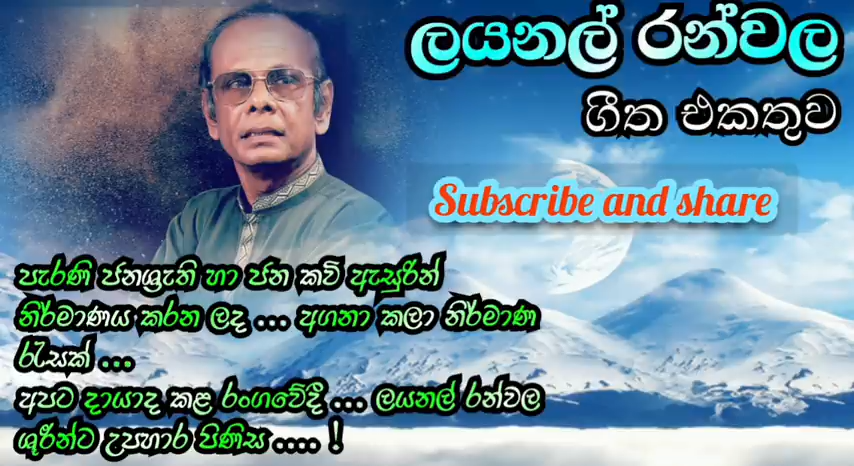 ලයනල් රන්වල
ගීත එකතුව
Subscribe and share
පැරණි ජනශ්‍රැති හා ජන කවි ඇසුරින්
නිර්මාණය කරන ලද ... අගනා කලා නිර්මාණ
රැසක් ...
අපට දායාද කළ රංගවේදී ... ලයනල් රන්වල
ශූරීන්ට උපහාර පිණිස .... !